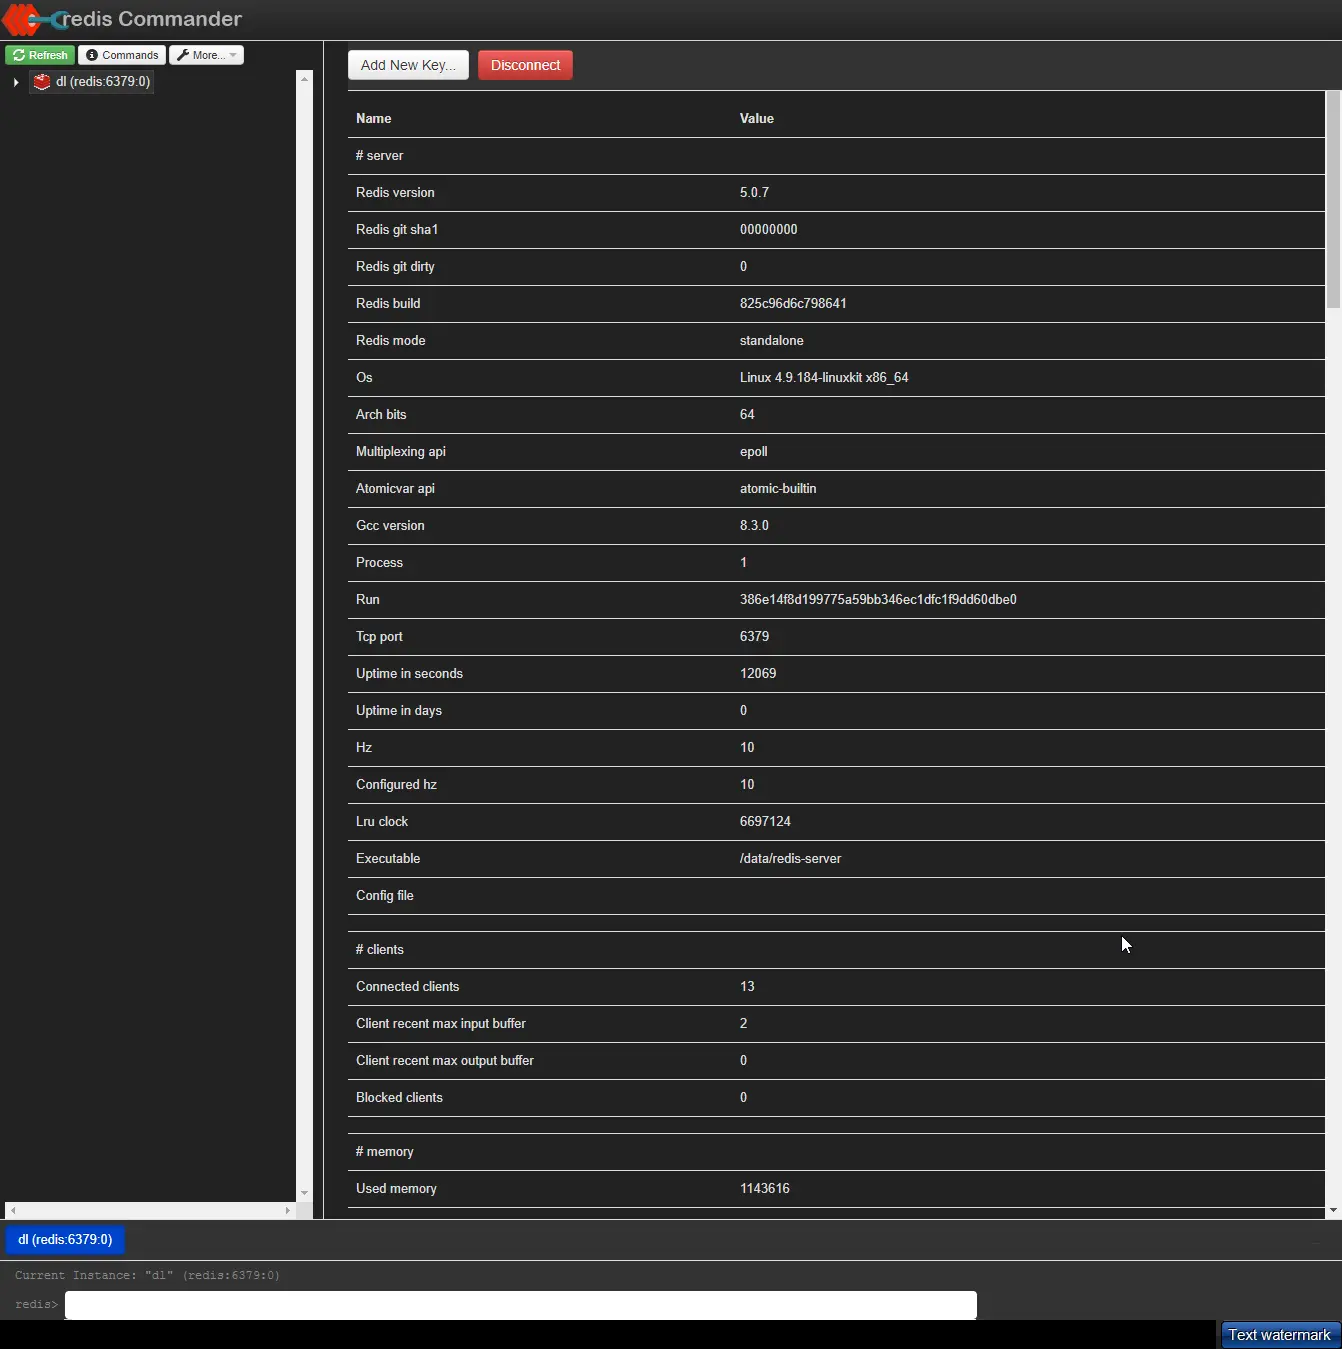 redis Commander
Refresh Commands More...
dl (redis:6379:0)
Add New Key... Disconnect
Name Value
# server
Redis version 5.0.7
Redis git sha1 00000000
Redis git dirty 0
Redis build 825c96d6c798641
Redis mode standalone
Os Linux 4.9.184-linuxkit x86_64
Arch bits 64
Multiplexing api epoll
Atomicvar api atomic-builtin
Gcc version 8.3.0
Process 1
Run 386e14f8d199775a59bb346ec1dfc1f9dd60dbe0
Tcp port 6379
Uptime in seconds 12069
Uptime in days 0
Hz 10
Configured hz 10
Lru clock 6697124
Executable /data/redis-server
Config file
# clients
Connected clients 13
Client recent max input buffer 2
Client recent max output buffer 0
Blocked clients 0
# memory
Used memory 1143616
dl (redis:6379:0)
Current Instance: "dl" (redis:6379:0)
redis>
Text watermark